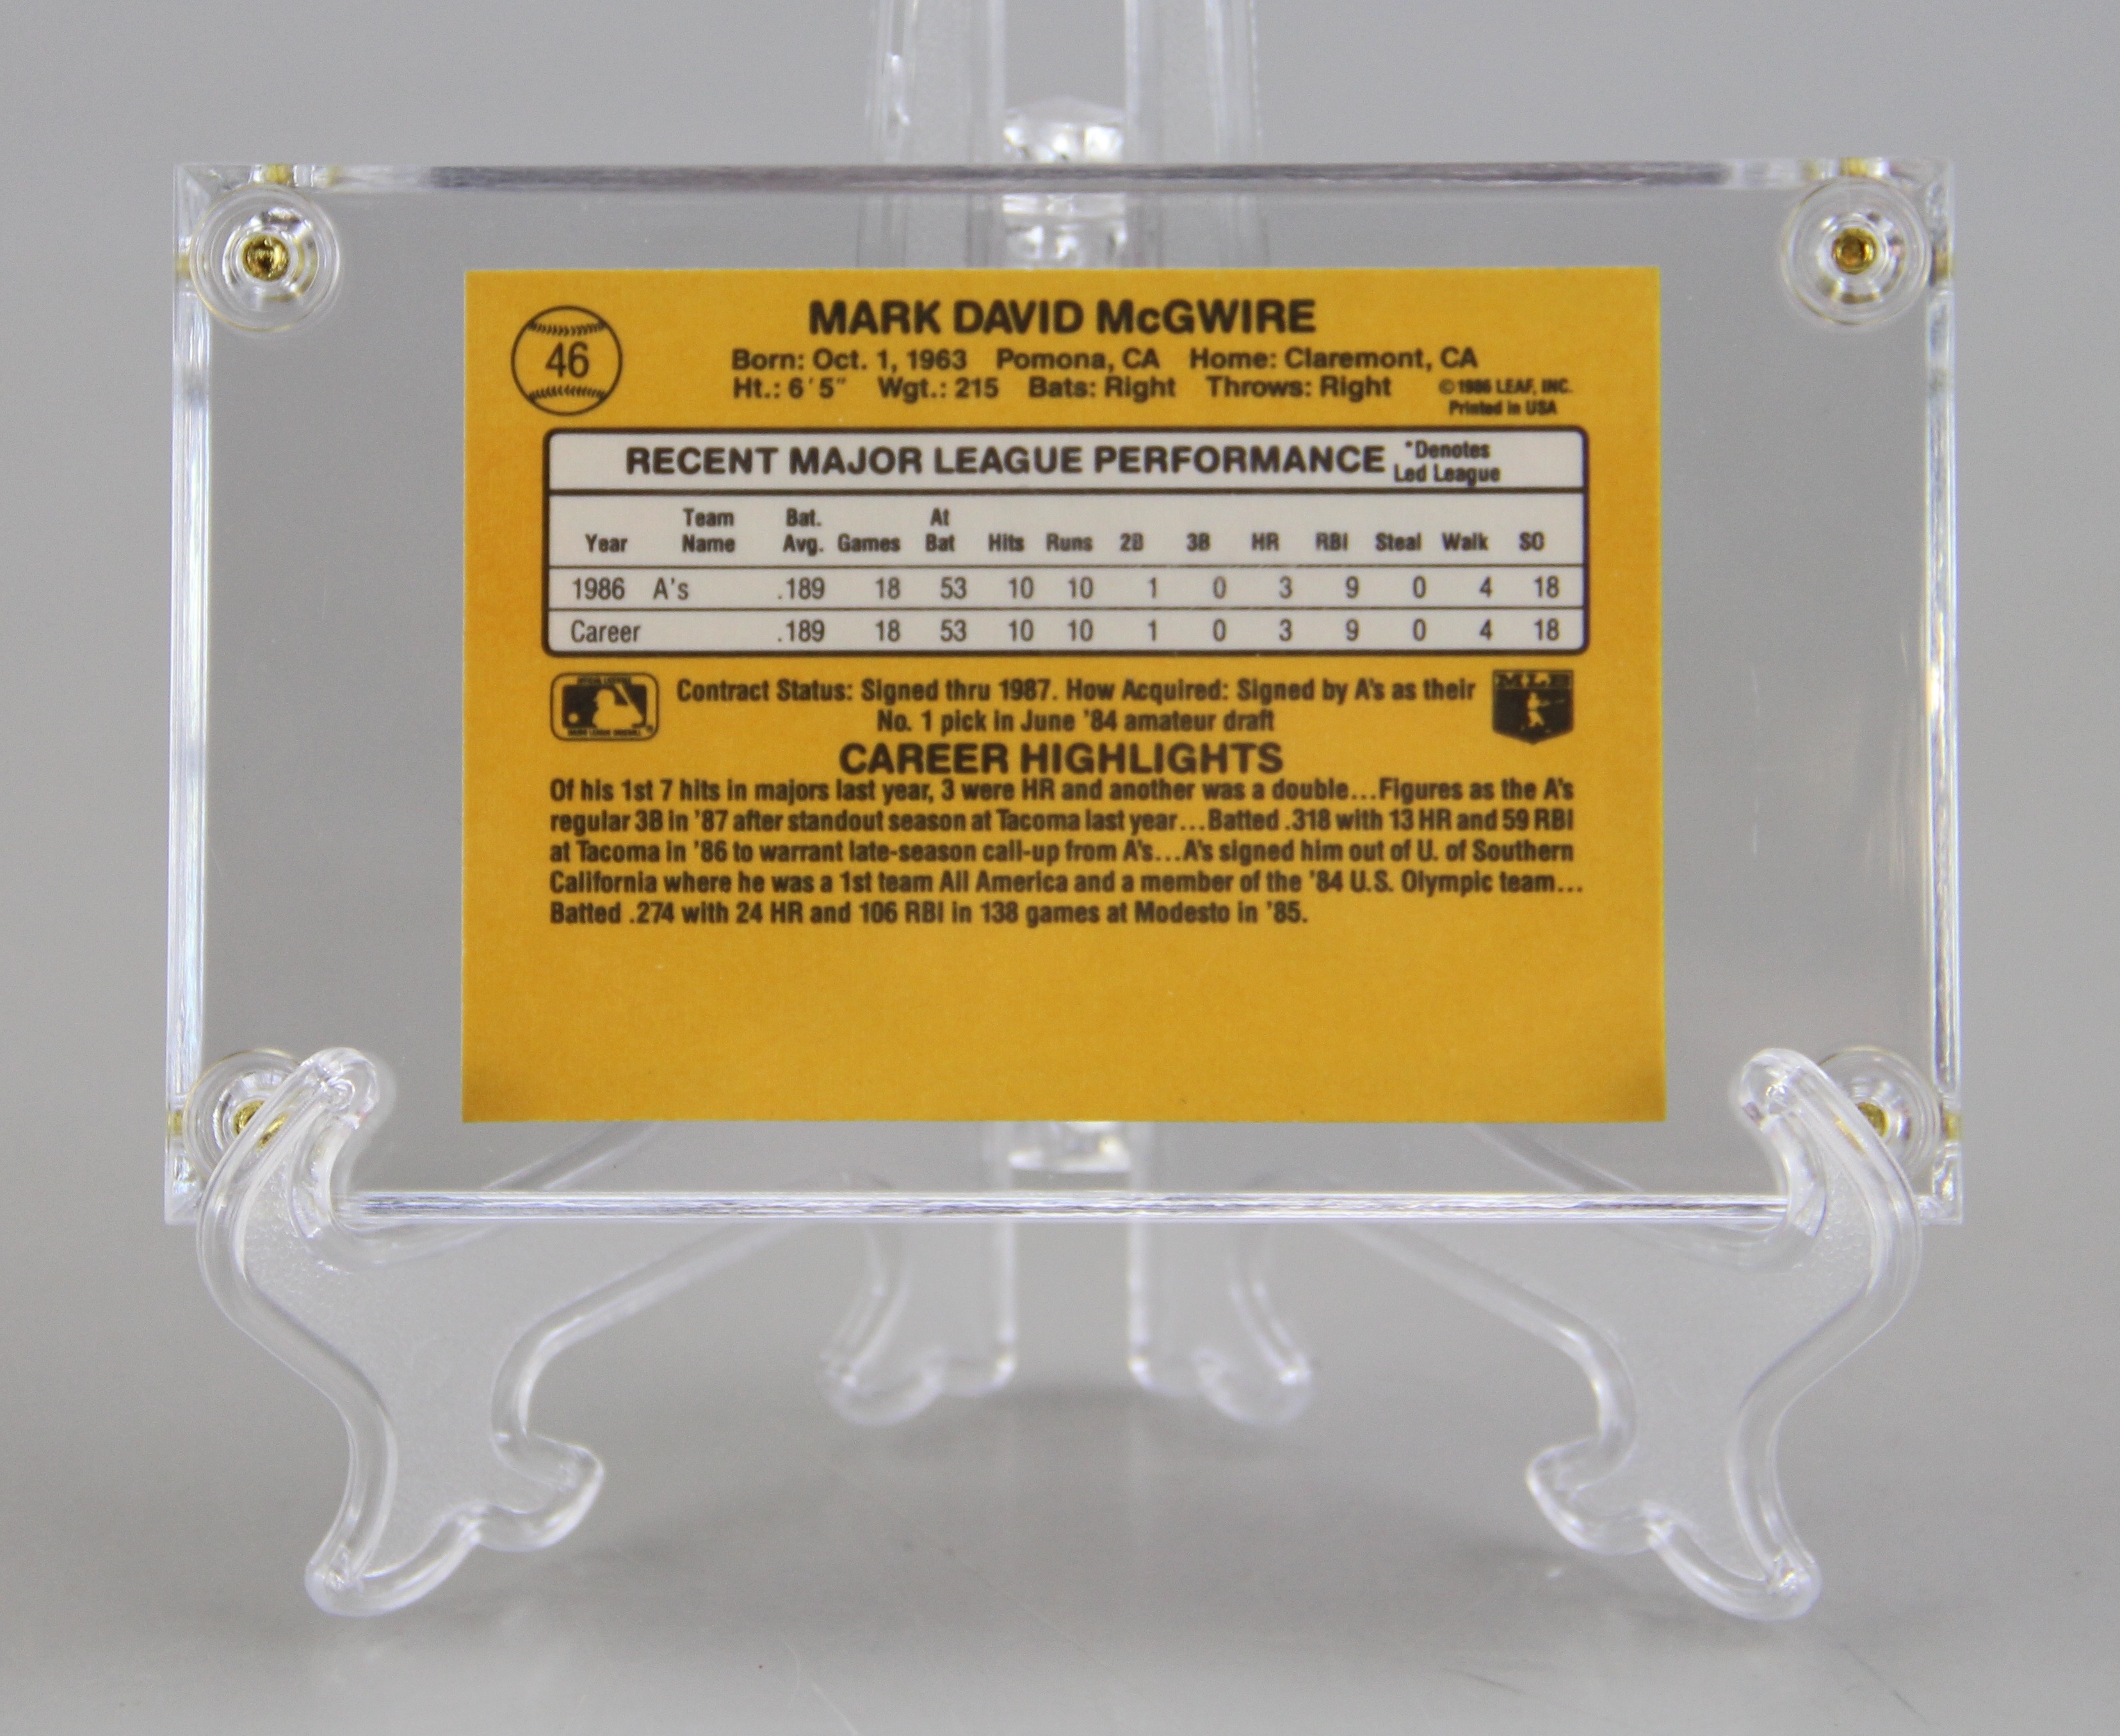 46
MARK DAVID McGWIRE
Born: Oct. 1, 1963 Pomona, CA Home: Claremont, CA
Ht.: 6'5" Wgt.: 215 Bats: Right Throws: Right
©1986 LEAF, INC.
Printed in USA
RECENT MAJOR LEAGUE PERFORMANCE *Denotes
Led League
Year Team Name Bat. Avg. Games At Bat Hits Runs 2B 3B HR RBI Steal Walk SO
1986 A's .189 18 53 10 10 1 0 3 9 0 4 18
Career .189 18 53 10 10 1 0 3 9 0 4 18
Contract Status: Signed thru 1987. How Acquired: Signed by A's as their
No. 1 pick in June '84 amateur draft
CAREER HIGHLIGHTS
Of his 1st 7 hits in majors last year, 3 were HR and another was a double...Figures as the A's
regular 3B in '87 after standout season at Tacoma last year...Batted .318 with 13 HR and 59 RBI
at Tacoma in '86 to warrant late-season call-up from A's...A's signed him out of U. of Southern
California where he was a 1st team All America and a member of the '84 U.S. Olympic team...
Batted .274 with 24 HR and 106 RBI in 138 games at Modesto in '85.